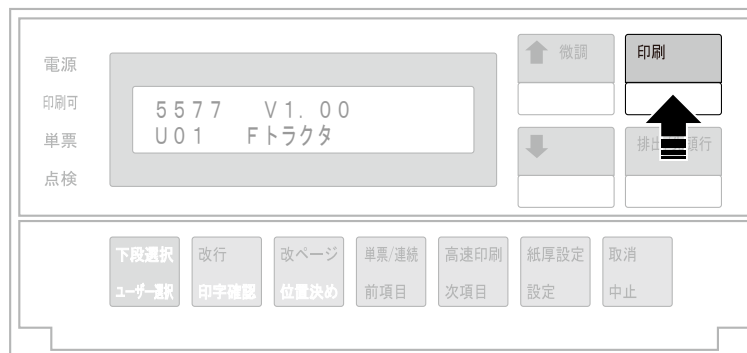 電源
印刷可
単票
点検
5577 V1.00
U01 Fトラクタ
微調
印刷
排出
頭行
下段選択
ユーザー選択
改行
印字確認
改ページ
位置決め
単票/連続
前項目
高速印刷
次項目
紙厚設定
設定
取消
中止